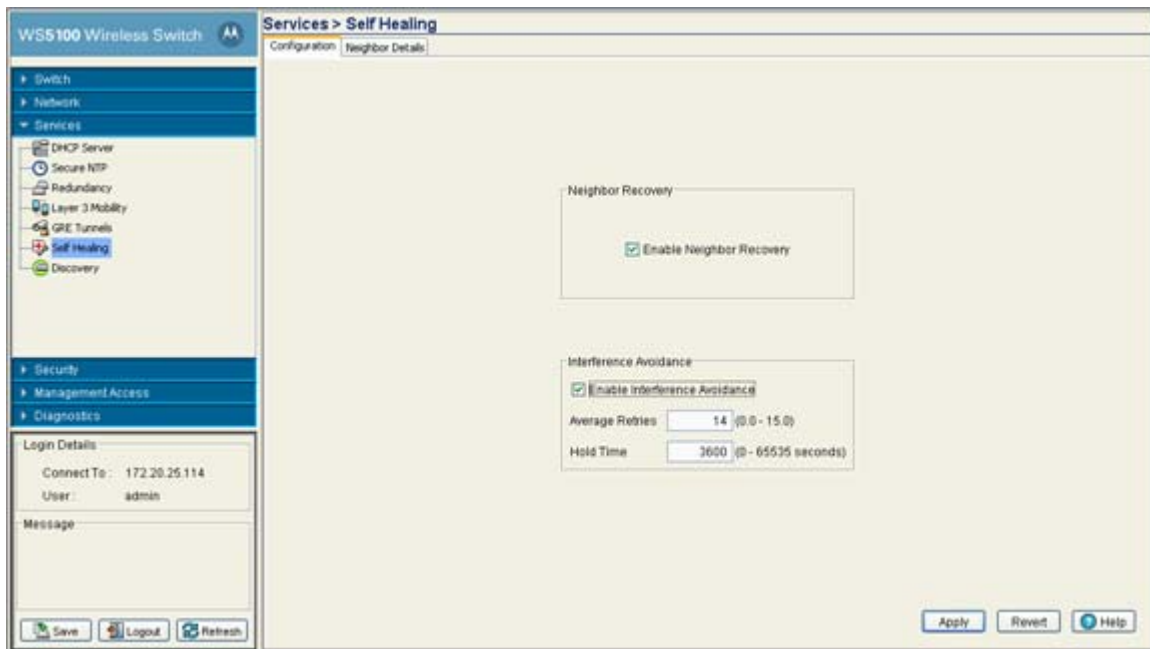 WS5100 Wireless Switch
Switch
Network
Services
DHCP Server
Secure NTP
Redundancy
Layer 3 Mobility
GRE Tunnels
Self Healing
Discovery
Security
Management Access
Diagnostics
Login Details
Connect To : 172.20.25.114
User : admin
Message
Save Logout Refresh
Services > Self Healing
Configuration Neighbor Details
Neighbor Recovery
Enable Neighbor Recovery
Interference Avoidance
Enable Interference Avoidance
Average Retries 14 (0.0 - 15.0)
Hold Time 3600 (0 - 65535 seconds)
Apply Revert Help